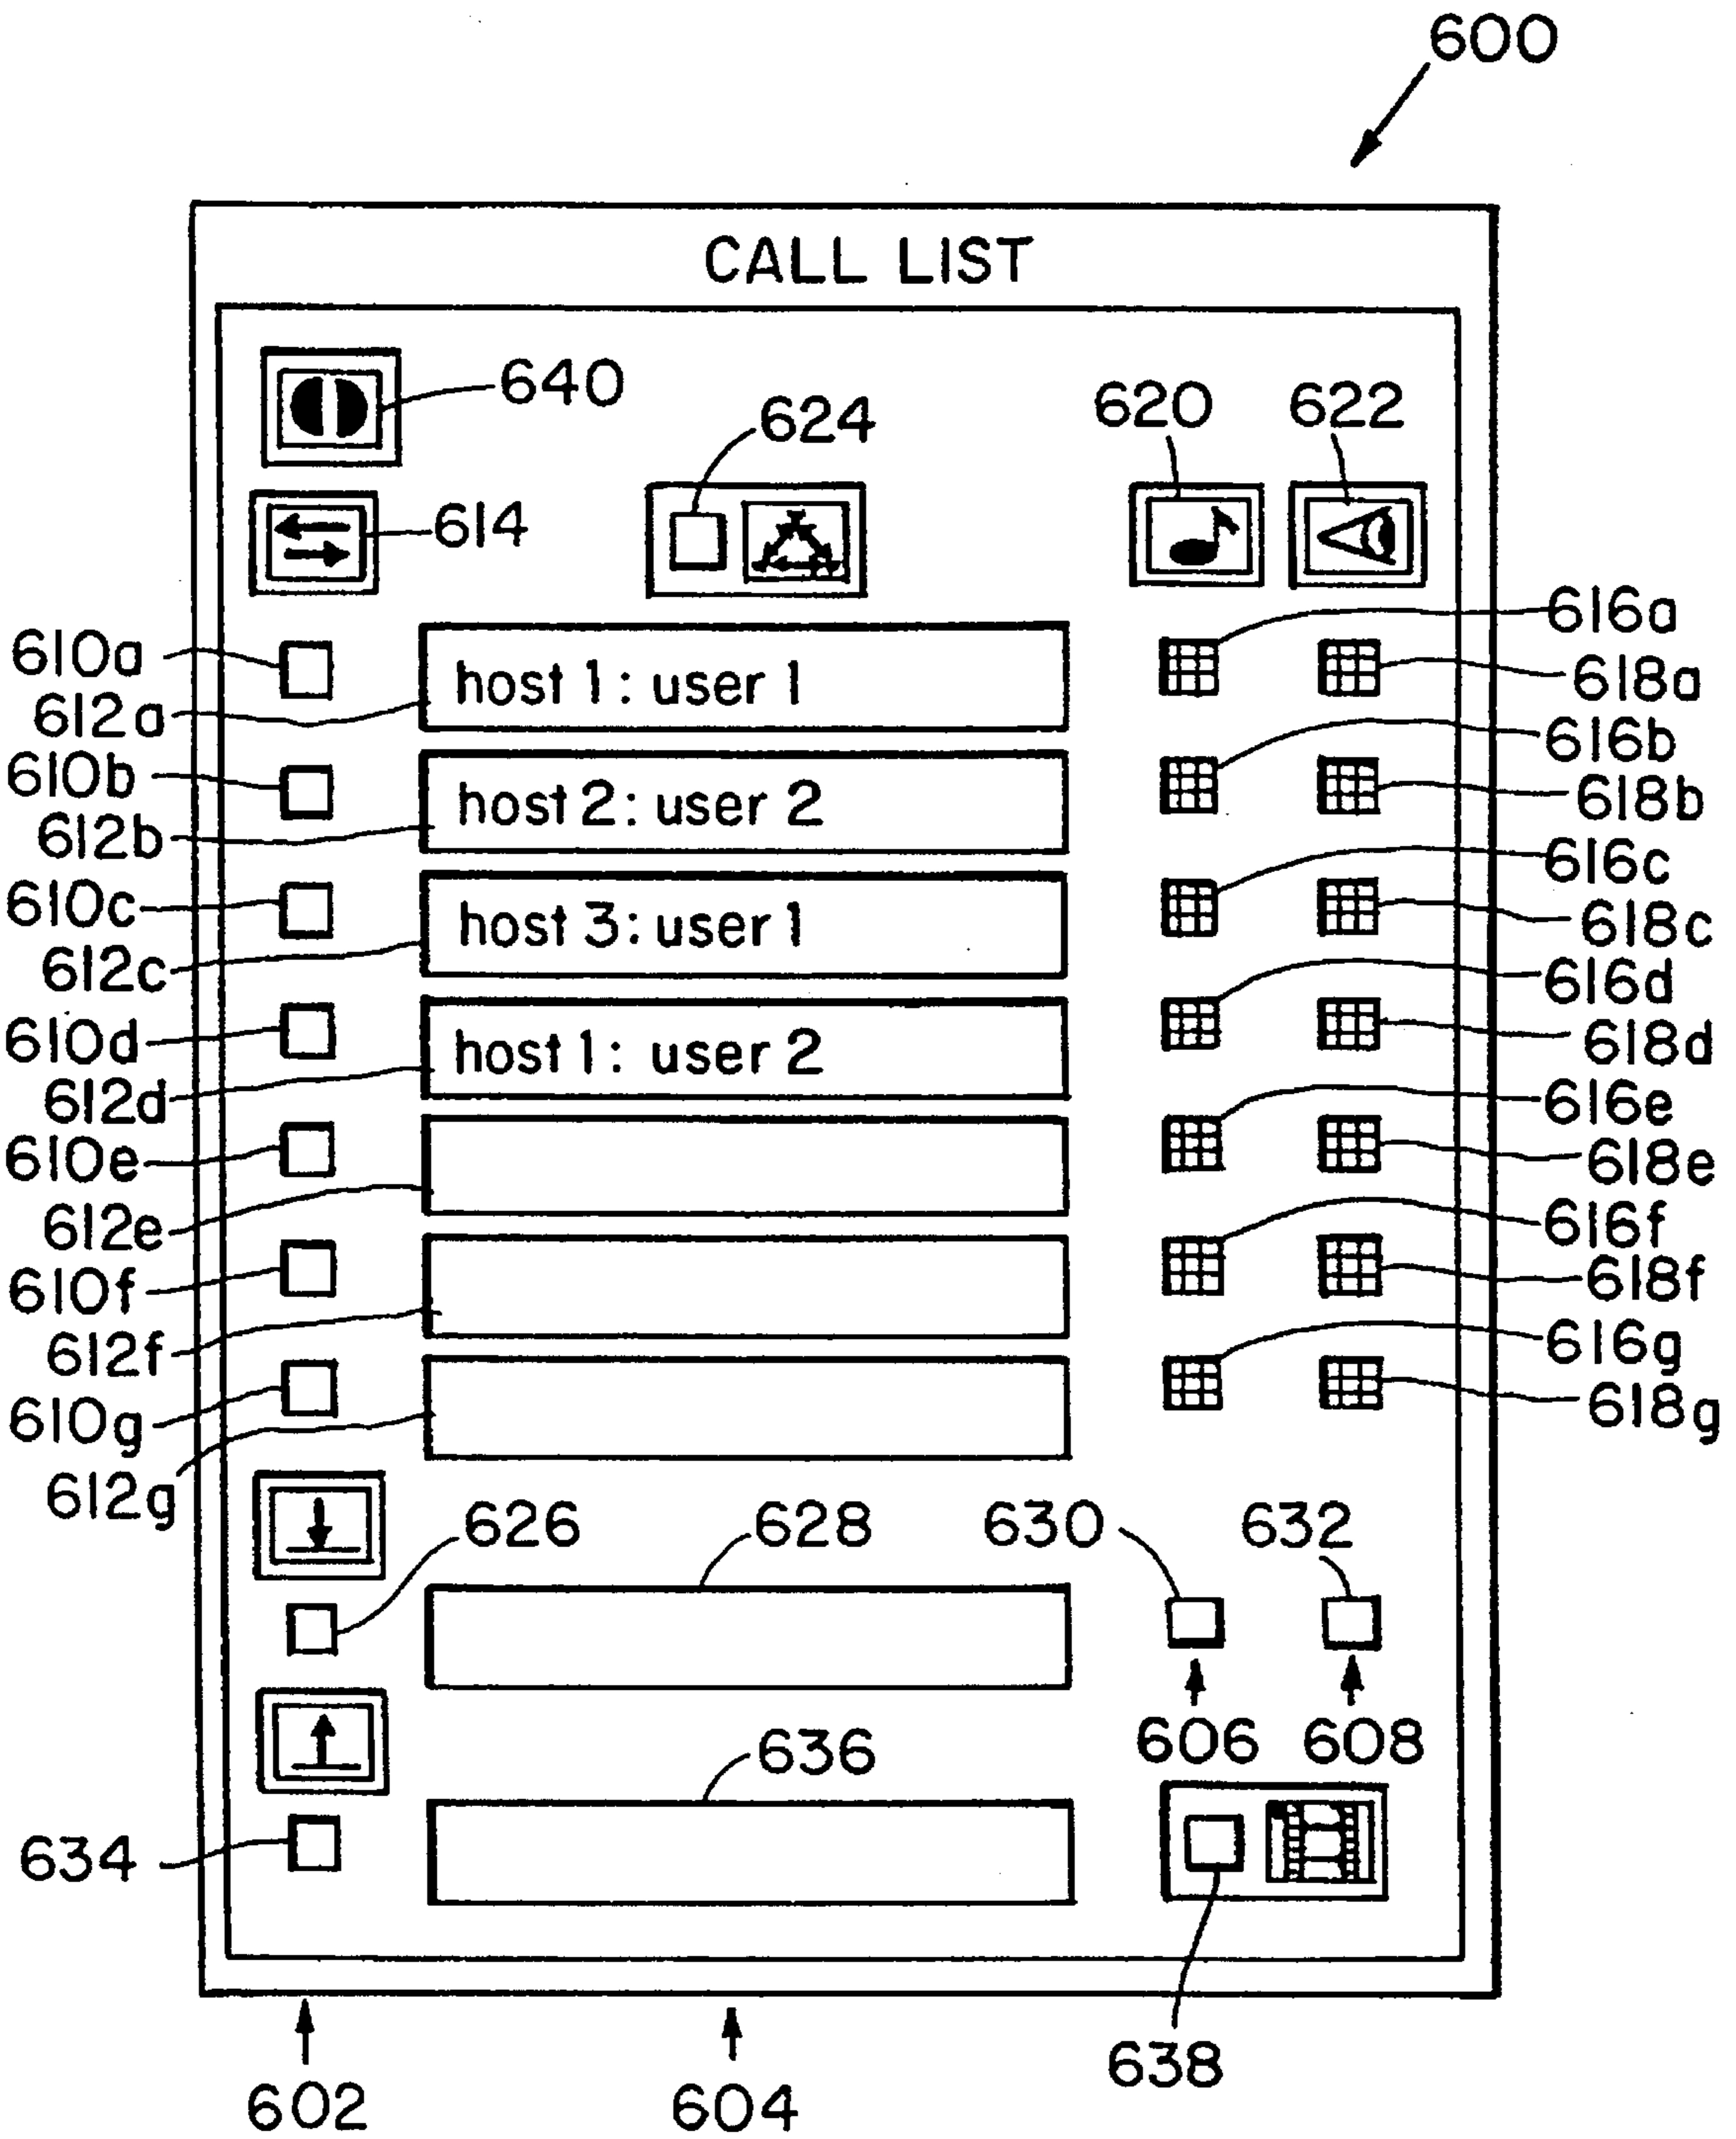 600
CALL LIST
640
624
620
622
614
616a
610a
host 1: user 1
618a
612a
616b
610b
host 2: user 2
618b
612b
616c
610c
host 3: user 1
618c
612c
616d
610d
host 1: user 2
618d
612d
616e
610e
618e
612e
616f
610f
618f
612f
616g
610g
618g
612g
626
628
630
632
606
608
636
634
638
602
604